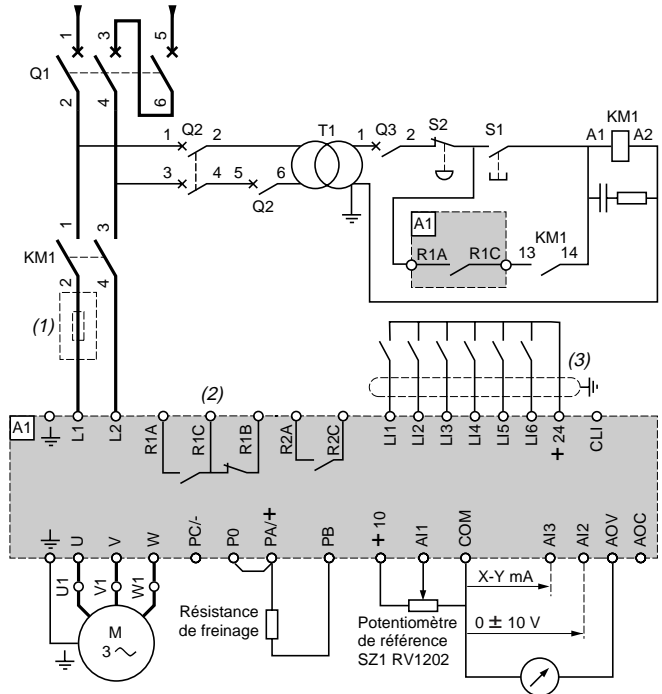 1
3
5
Q1
2
4
6
1 Q2 2
3 4 5 6
Q2
T1
1 Q3 2
S2
S1
KM1
A1 A2
A1
R1A R1C
13 KM1 14
1
3
KM1
2
4
(1)
(2)
(3)
A1
L1
L2
R1A
R1C
R1B
R2A
R2C
LI1
LI2
LI3
LI4
LI5
LI6
+ 24
CLI
U
V
W
PC/-
P0
PA/+
PB
+ 10
AI1
COM
AI3
AI2
AOV
AOC
U1
V1
W1
M
3 ~
Résistance
de freinage
Potentiomètre
de référence
SZ1 RV1202
X-Y mA
0 ± 10 V